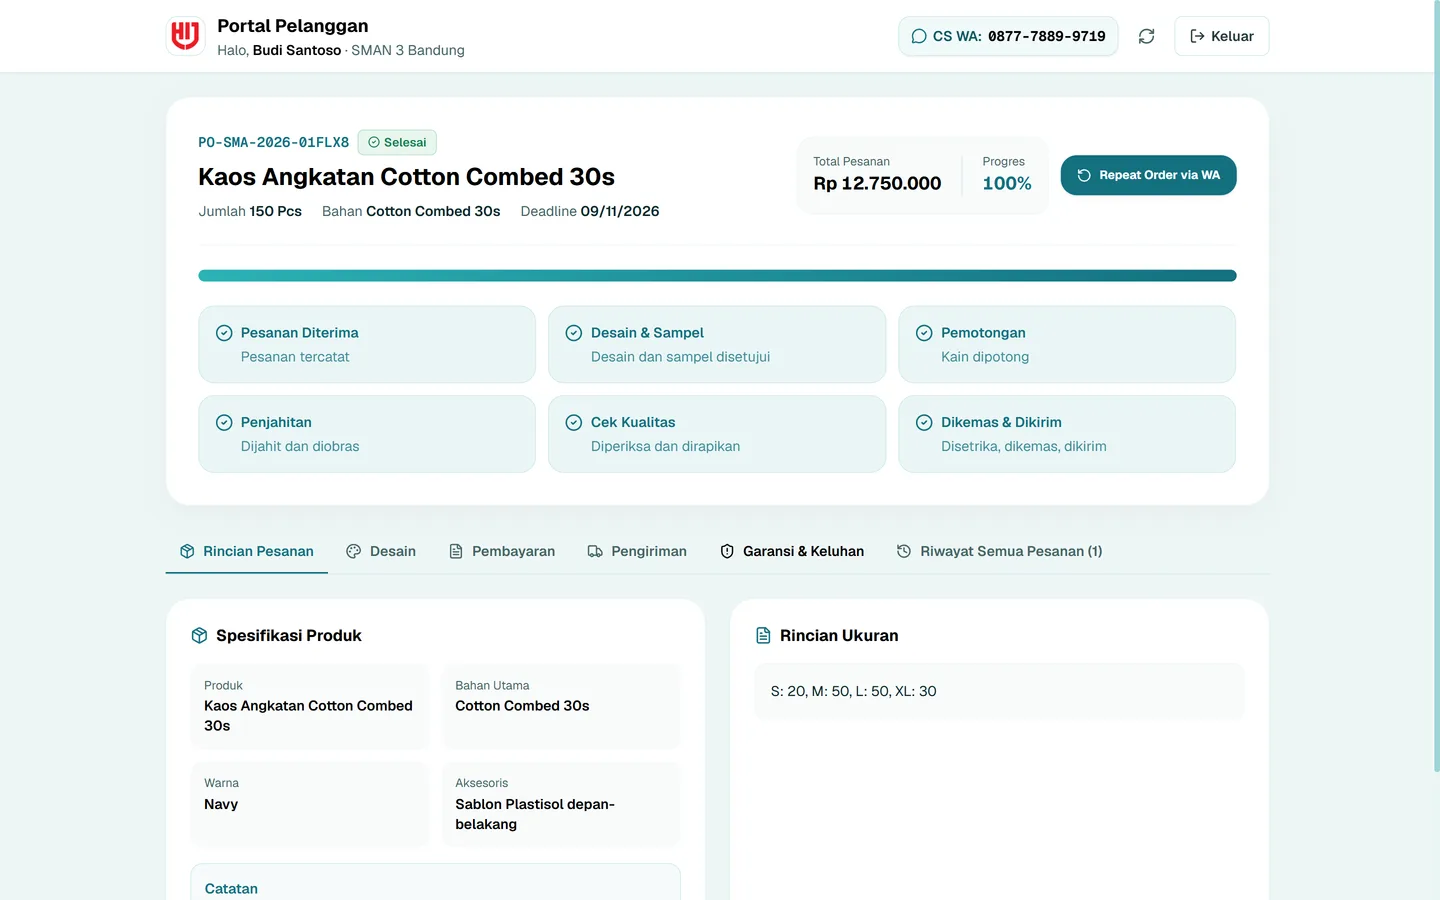 Portal Pelanggan
Halo, Budi Santoso · SMAN 3 Bandung
CS WA: 0877-7889-9719
Keluar
PO-SMA-2026-01FLX8
Selesai
Kaos Angkatan Cotton Combed 30s
Jumlah 150 Pcs Bahan Cotton Combed 30s Deadline 09/11/2026
Total Pesanan
Rp 12.750.000
Progres
100%
Repeat Order via WA
Pesanan Diterima
Pesanan tercatat
Desain & Sampel
Desain dan sampel disetujui
Pemotongan
Kain dipotong
Penjahitan
Dijahit dan diobras
Cek Kualitas
Diperiksa dan dirapikan
Dikemas & Dikirim
Disetrika, dikemas, dikirim
Rincian Pesanan
Desain
Pembayaran
Pengiriman
Garansi & Keluhan
Riwayat Semua Pesanan (1)
Spesifikasi Produk
Produk
Kaos Angkatan Cotton Combed
30s
Bahan Utama
Cotton Combed 30s
Warna
Navy
Aksesoris
Sablon Plastisol depan-
belakang
Catatan
Rincian Ukuran
S: 20, M: 50, L: 50, XL: 30